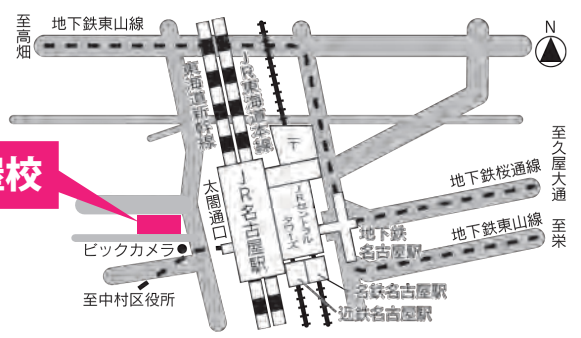 至高畑
地下鉄東山線
N
東海道新幹線
JR東海道本線
校
太閤通口
JR名古屋駅
JRセントラルタワーズ
地下鉄
名古屋駅
地下鉄桜通線
至久屋大通
地下鉄東山線
至栄
ビックカメラ
至中村区役所
名鉄名古屋駅
近鉄名古屋駅